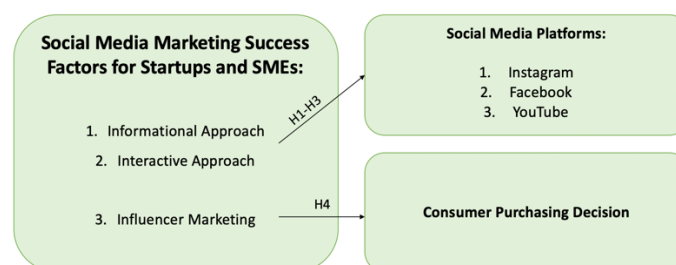 Social Media Marketing Success
Factors for Startups and SMEs:
1. Informational Approach
2. Interactive Approach
3. Influencer Marketing
H1-H3
H4
Social Media Platforms:
1. Instagram
2. Facebook
3. YouTube
Consumer Purchasing Decision